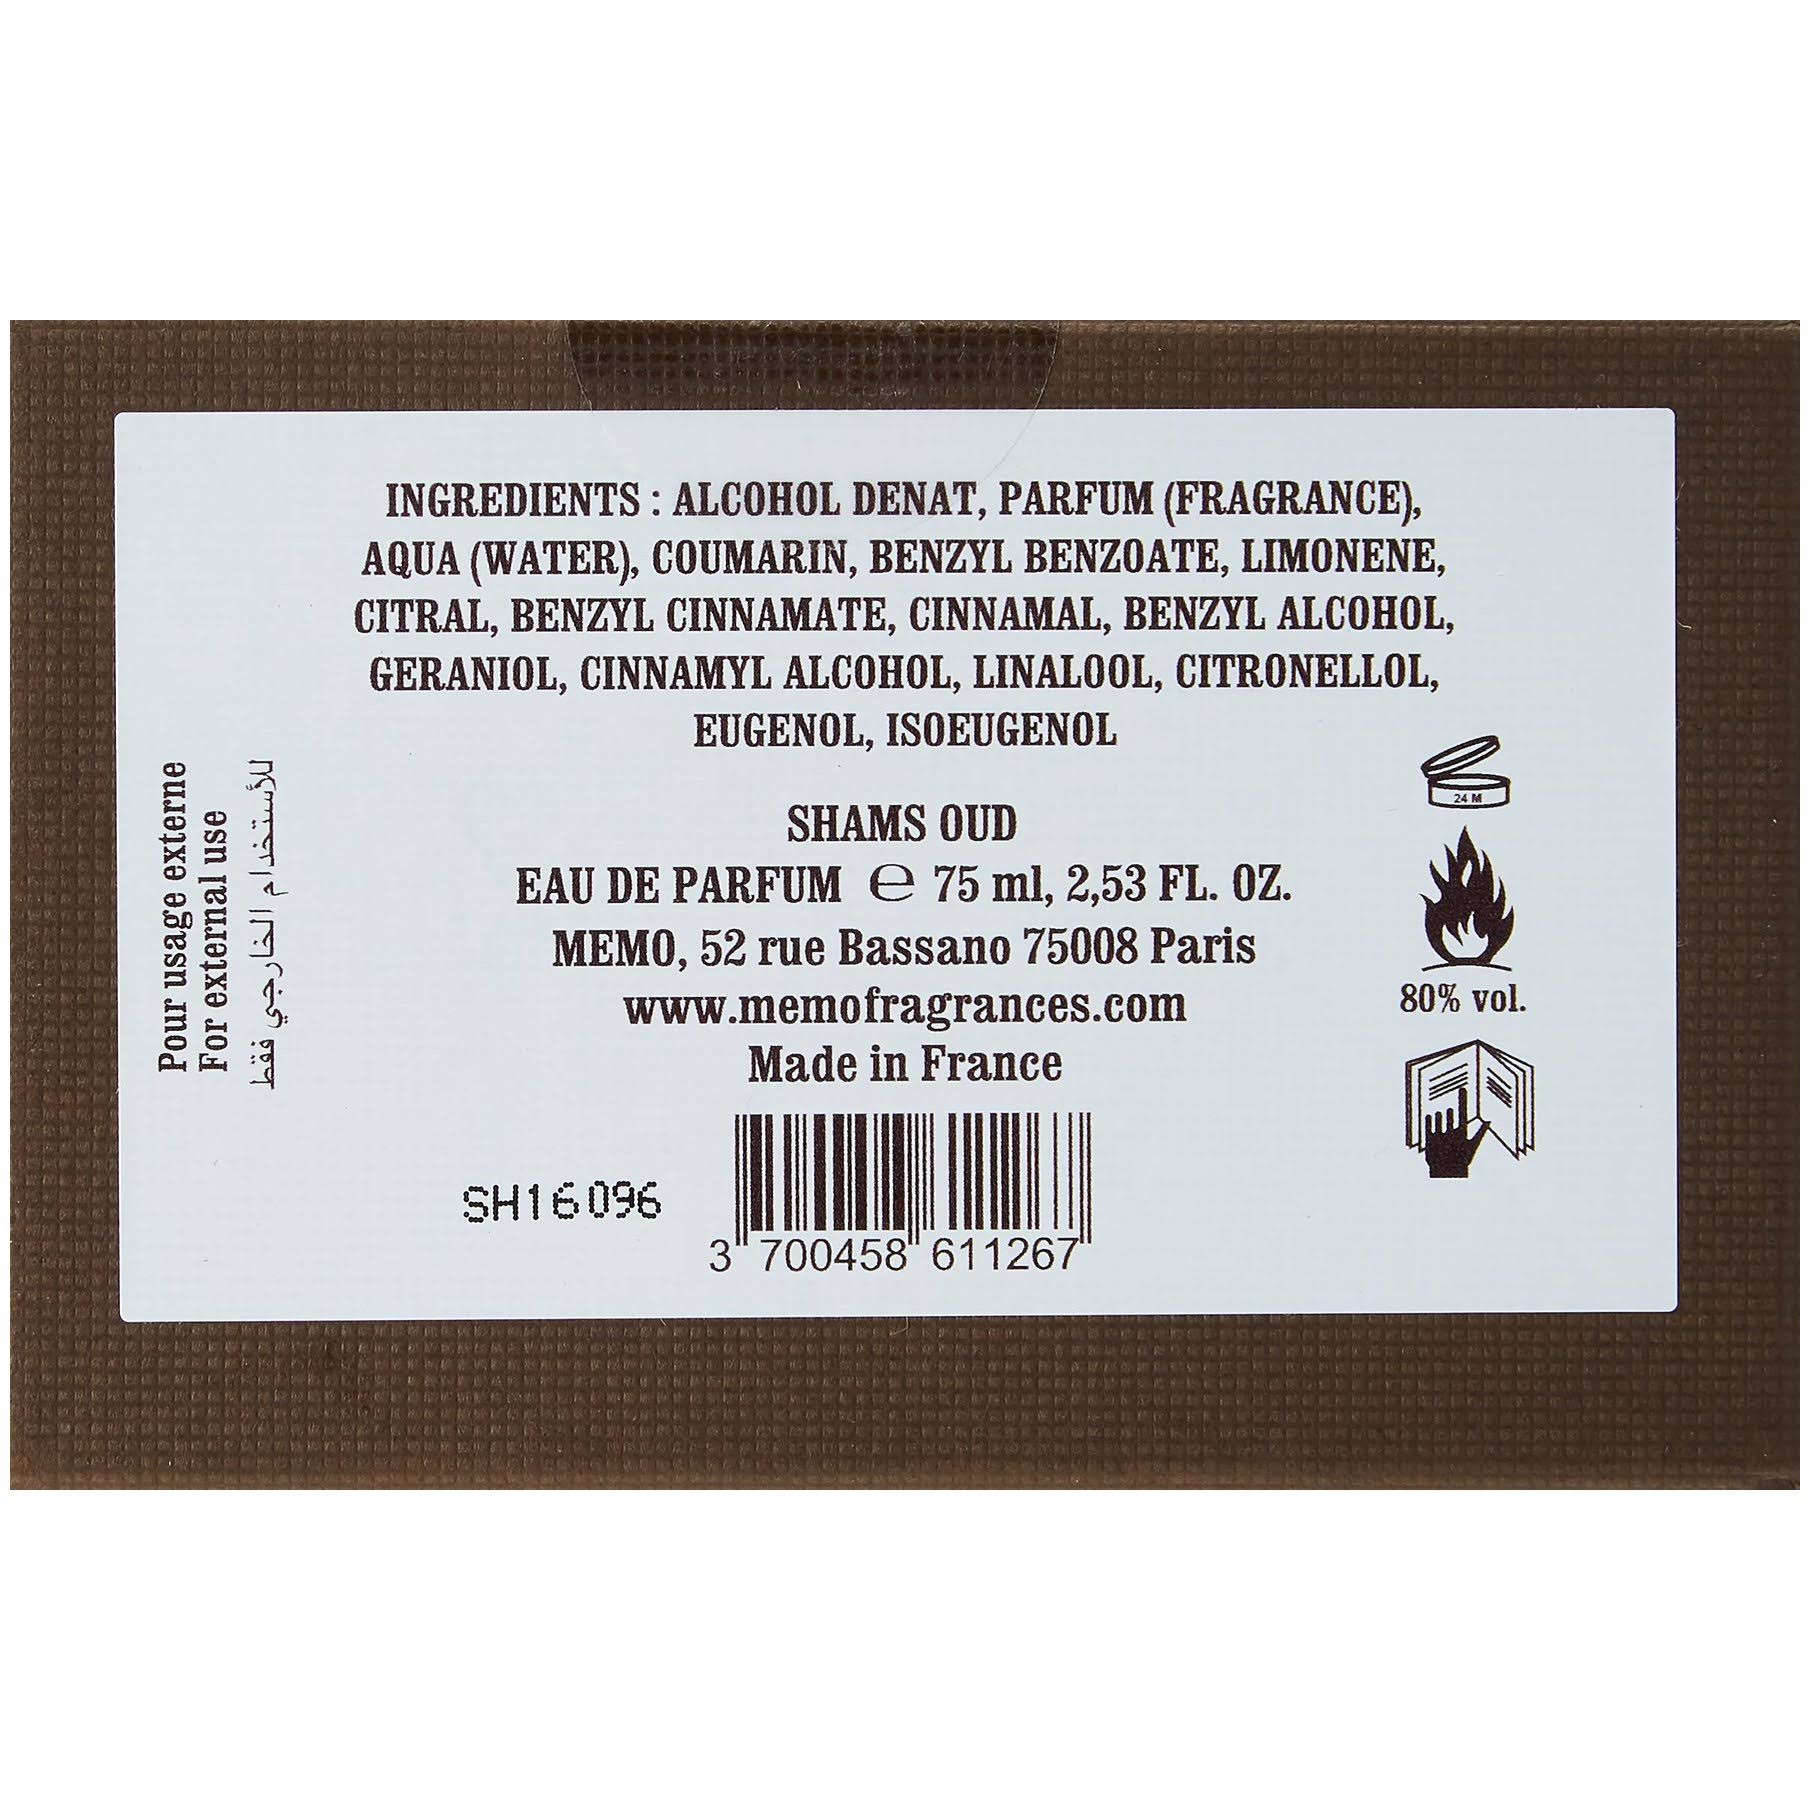 INGREDIENTS : ALCOHOL DENAT, PARFUM (FRAGRANCE),
AQUA (WATER), COUMARIN, BENZYL BENZOATE, LIMONENE,
CITRAL, BENZYL CINNAMATE, CINNAMAL, BENZYL ALCOHOL,
GERANIOL, CINNAMYL ALCOHOL, LINALOOL, CITRONELLOL,
EUGENOL, ISOEUGENOL
Pour usage externe
For external use
للأستخدام الخارجي فقط
SHAMS OUD
EAU DE PARFUM ℮ 75 ml, 2,53 FL. OZ.
MEMO, 52 rue Bassano 75008 Paris
www.memofragrances.com
Made in France
24 M
80% vol.
SH16096
3 700458 611267